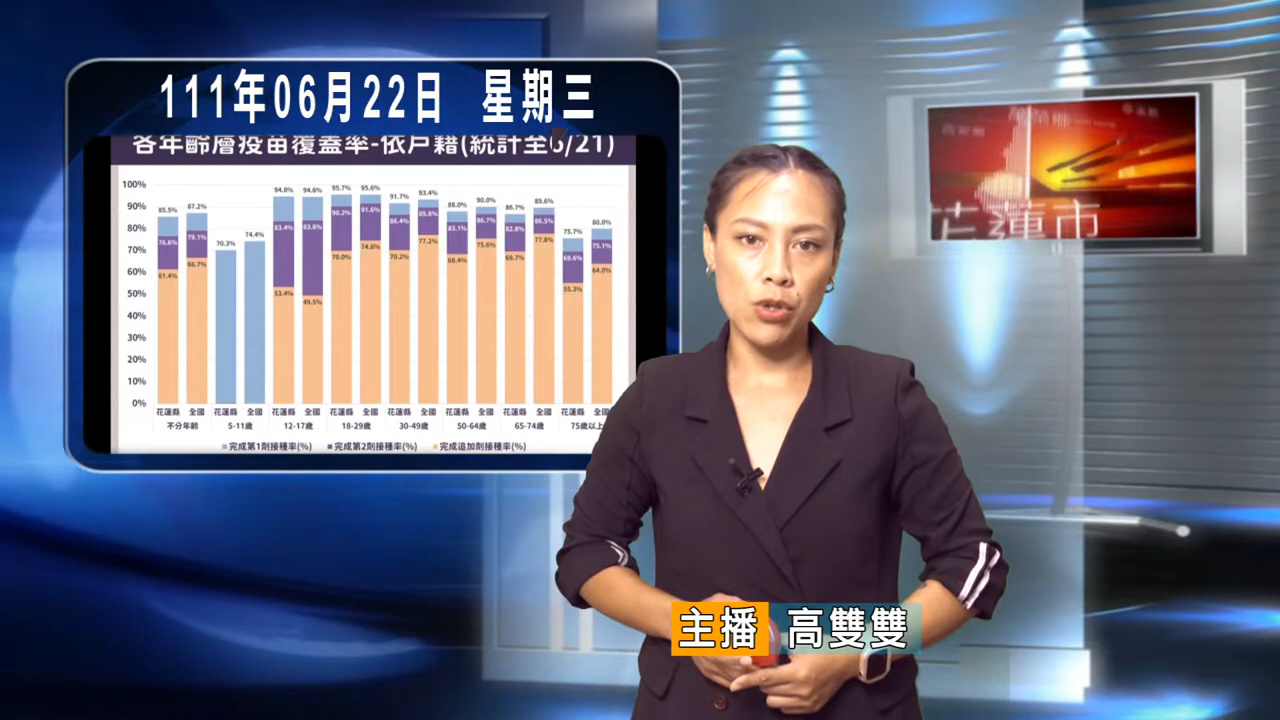 111年06月22日 星期三
各年齡層疫苗覆蓋率-依戶籍(統計至6/21)
100%
90%
80%
70%
60%
50%
40%
30%
20%
10%
0%
85.5% 87.2% 70.3% 74.4% 94.8% 94.6% 95.7% 95.6% 91.7% 93.4% 88.0% 90.0% 86.7% 89.6% 75.7% 80.0%
76.6% 79.1% 83.4% 83.8% 90.2% 91.6% 86.4% 89.8% 83.1% 86.7% 82.8% 86.5% 69.6% 75.1%
61.4% 66.7% 53.4% 49.5% 70.0% 74.6% 70.2% 77.2% 68.4% 75.6% 69.7% 77.8% 55.3% 64.0%
花蓮縣 全國 花蓮縣 全國 花蓮縣 全國 花蓮縣 全國 花蓮縣 全國 花蓮縣 全國 花蓮縣 全國 花蓮縣 全國
不分年齡 5-11歲 12-17歲 18-29歲 30-49歲 50-64歲 65-74歲 75歲以上
完成第1劑接種率(%) 完成第2劑接種率(%) 完成追加劑接種率(%)
花蓮市
主播 高雙雙